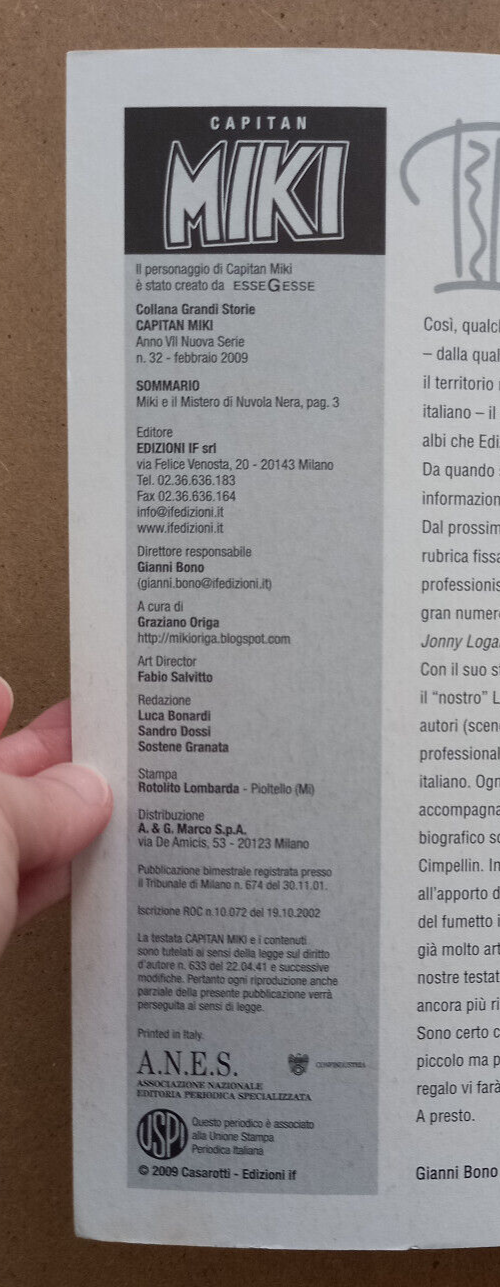 CAPITAN
MIKI
Il personaggio di Capitan Miki
è stato creato da ESSEGESSE
Collana Grandi Storie
CAPITAN MIKI
Anno VII Nuova Serie
n. 32 - febbraio 2009
SOMMARIO
Miki e il Mistero di Nuvola Nera, pag. 3
Editore
EDIZIONI IF srl
via Felice Venosta, 20 - 20143 Milano
Tel. 02.36.636.183
Fax 02.36.636.164
info@ifedizioni.it
www.ifedizioni.it
Direttore responsabile
Gianni Bono
(gianni.bono@ifedizioni.it)
A cura di
Graziano Origa
http://mikioriga.blogspot.com
Art Director
Fabio Salvitto
Redazione
Luca Bonardi
Sandro Dossi
Sostene Granata
Stampa
Rotolito Lombarda - Pioltello (Mi)
Distribuzione
A. & G. Marco S.p.A.
via De Amicis, 53 - 20123 Milano
Pubblicazione bimestrale registrata presso
il Tribunale di Milano n. 674 del 30.11.01.
Iscrizione ROC n.10.072 del 19.10.2002
La testata CAPITAN MIKI e i contenuti
sono tutelati ai sensi della legge sul diritto
d'autore n. 633 del 22.04.41 e successive
modifiche. Pertanto ogni riproduzione anche
parziale della presente pubblicazione verrà
perseguita ai sensi di legge.
Printed in Italy.
A.N.E.S.
CONFINDUSTRIA
ASSOCIAZIONE NAZIONALE
EDITORIA PERIODICA SPECIALIZZATA
USPI
Questo periodico è associato
alla Unione Stampa
Periodica Italiana
© 2009 Casarotti - Edizioni if
Così, qualch
– dalla qual
il territorio
italiano – il
albi che Edi
Da quando
informazion
Dal prossim
rubrica fissa
professionis
gran numer
Jonny Loga
Con il suo st
il “nostro” L
autori (scen
professional
italiano. Ogn
accompagna
biografico so
Cimpellin. In
all'apporto d
del fumetto i
già molto art
nostre testat
ancora più ri
Sono certo c
piccolo ma p
regalo vi farà
A presto.
Gianni Bono